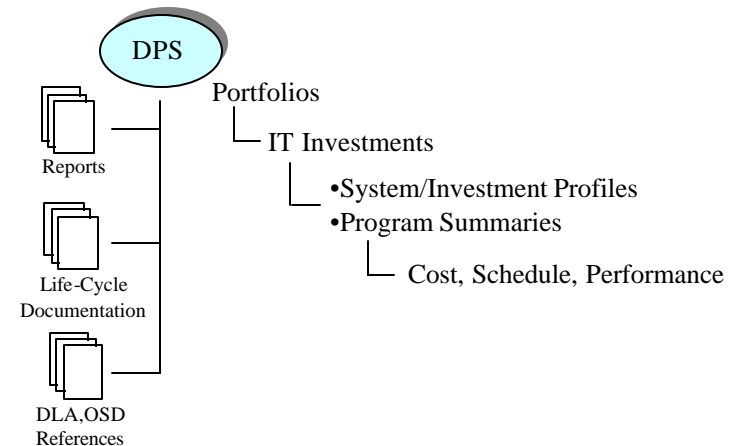 DPS
Portfolios
IT Investments
•System/Investment Profiles
•Program Summaries
Cost, Schedule, Performance
Reports
Life-Cycle
Documentation
DLA,OSD
References